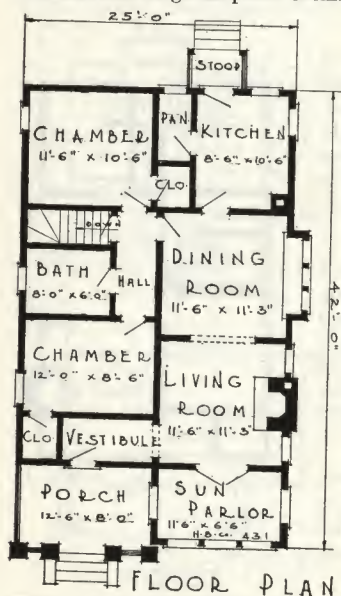 25'-0"
STOOP
PAN.
CHAMBER
11'-6" x 10'-6"
KITCHEN
8'-6" x 10'-6"
CLO.
DOWN
BATH
8'-0" x 6'-0"
HALL
DINING
ROOM
11'-6" x 11'-3"
42'-0"
CHAMBER
12'-0" x 8'-6"
LIVING
ROOM
11'-6" x 11'-3"
CLO.
VESTIBULE
PORCH
12'-6" x 8'-0"
SUN
PARLOR
11'6" x 6'6"
H.B.Co. 431
FLOOR PLAN